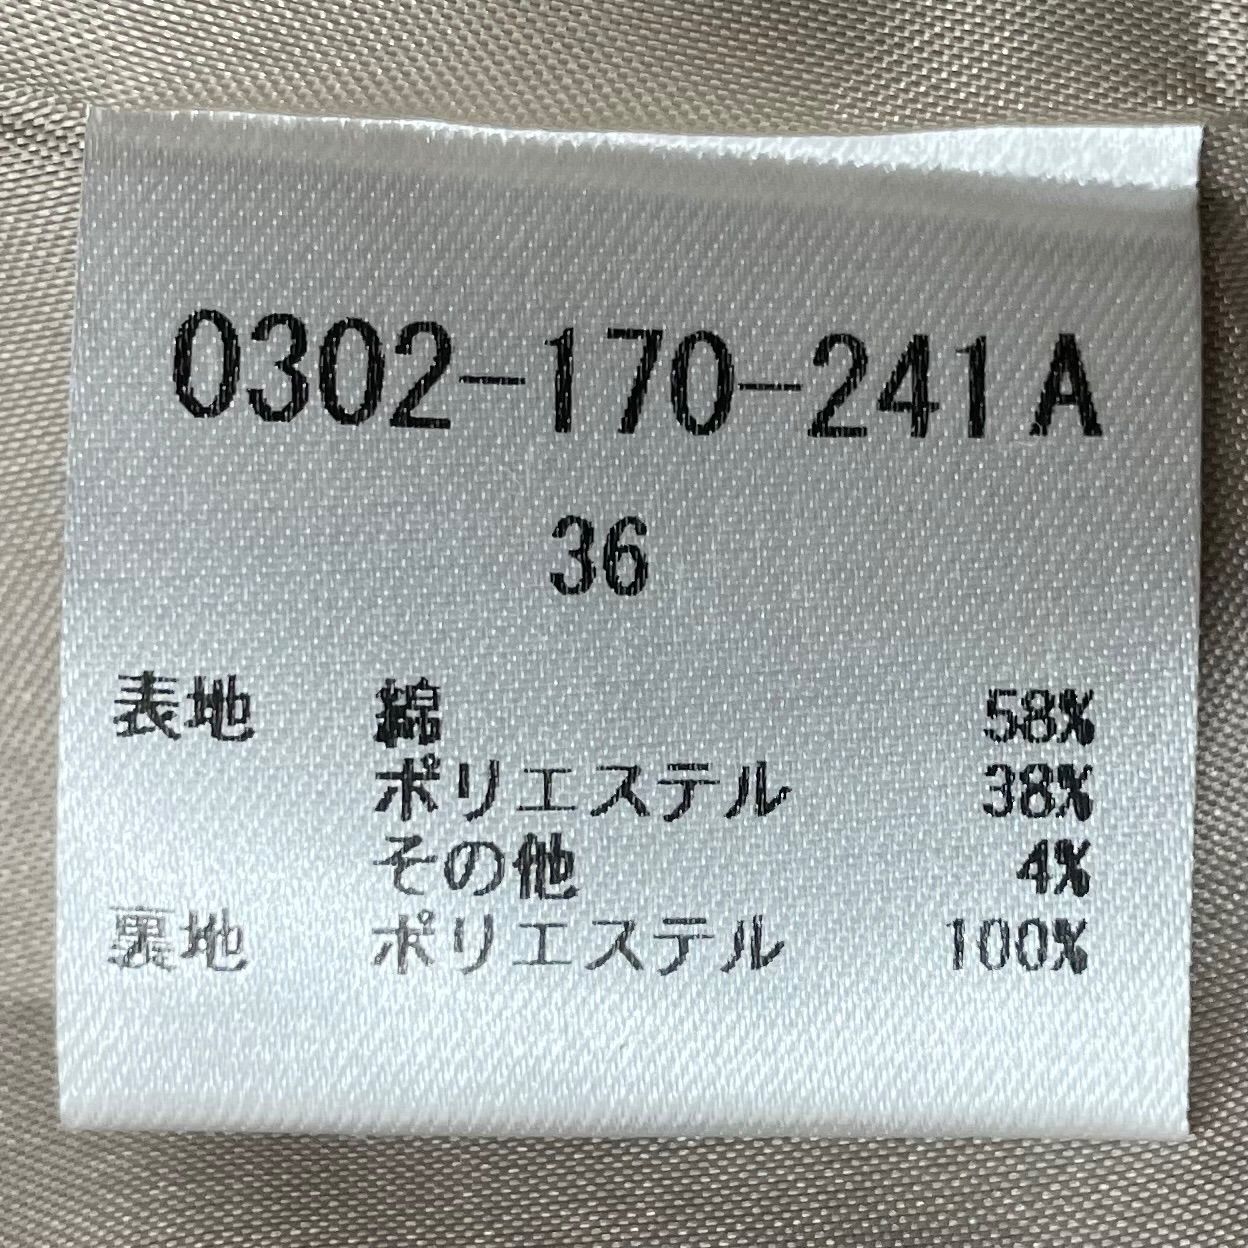 0302-170-241A
36
表地 綿 58%
ポリエステル 38%
その他 4%
裏地 ポリエステル 100%